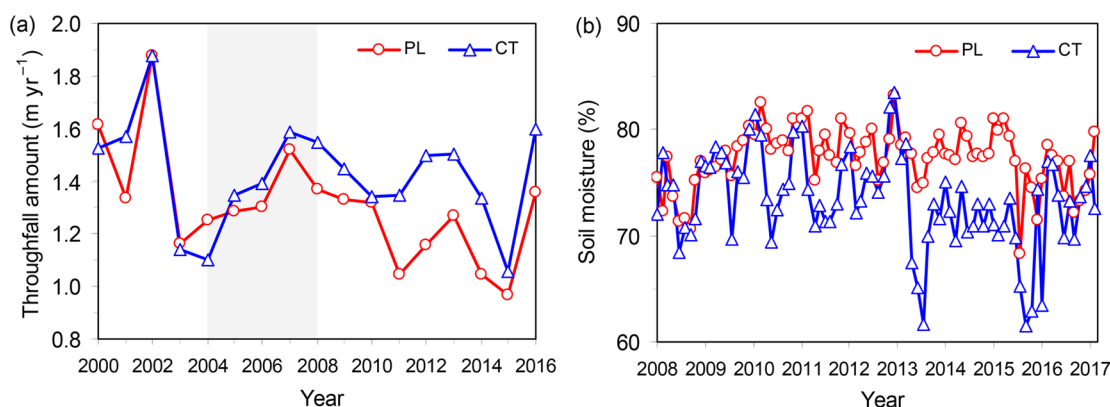 (a)
Throughfall amount (m yr⁻¹)
2.0
1.8
1.6
1.4
1.2
1.0
0.8
PL CT
2000 2002 2004 2006 2008 2010 2012 2014 2016
Year
(b)
Soil moisture (%)
90
80
70
60
PL CT
2008 2009 2010 2011 2012 2013 2014 2015 2016 2017
Year